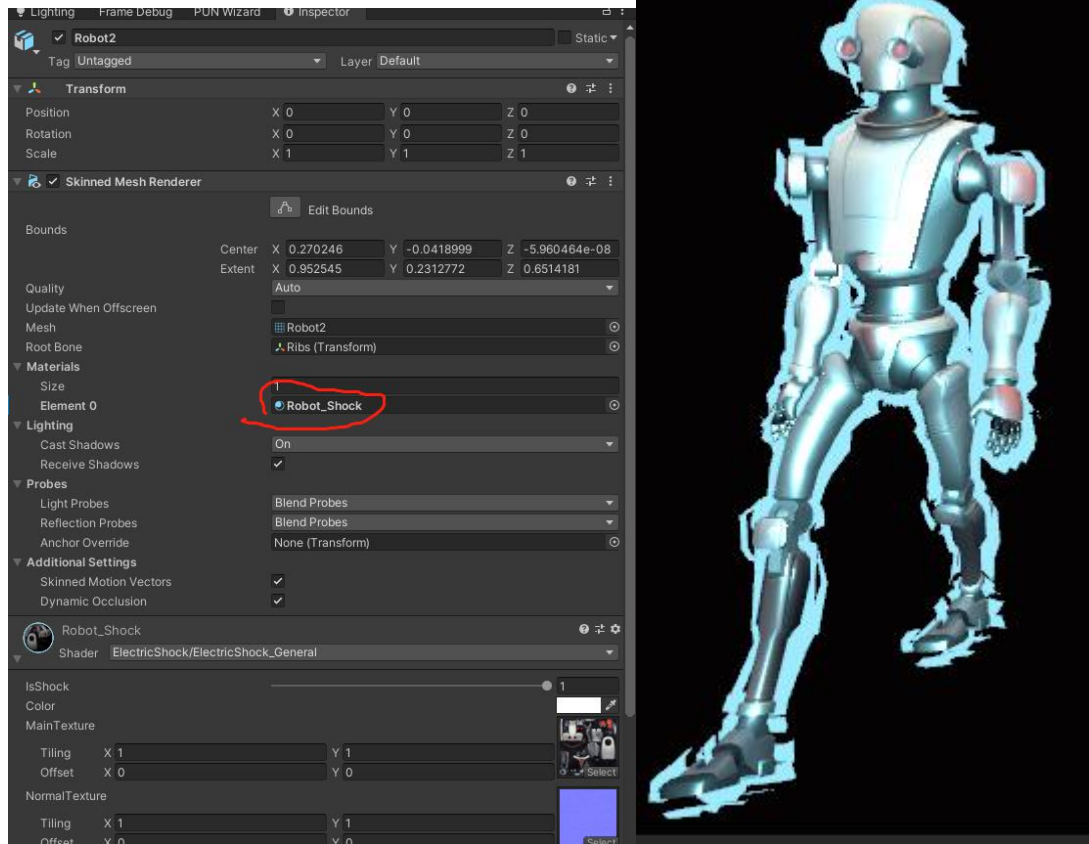 Lighting Frame Debug PUN Wizard Inspector
Robot2 Static
Tag Untagged Layer Default
Transform
Position X 0 Y 0 Z 0
Rotation X 0 Y 0 Z 0
Scale X 1 Y 1 Z 1
Skinned Mesh Renderer
Edit Bounds
Bounds
Center X 0.270246 Y -0.0418999 Z -5.960464e-08
Extent X 0.952545 Y 0.2312772 Z 0.6514181
Quality Auto
Update When Offscreen
Mesh Robot2
Root Bone Ribs (Transform)
Materials
Size 1
Element 0 Robot_Shock
Lighting
Cast Shadows On
Receive Shadows
Probes
Light Probes Blend Probes
Reflection Probes Blend Probes
Anchor Override None (Transform)
Additional Settings
Skinned Motion Vectors
Dynamic Occlusion
Robot_Shock
Shader ElectricShock/ElectricShock_General
IsShock 1
Color
MainTexture
Tiling X 1 Y 1
Offset X 0 Y 0 Select
NormalTexture
Tiling X 1 Y 1
Offset X 0 Y 0 Select